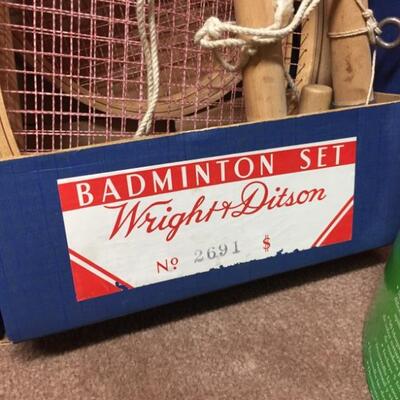 BADMINTON SET
Wright & Ditson
No 2691 $